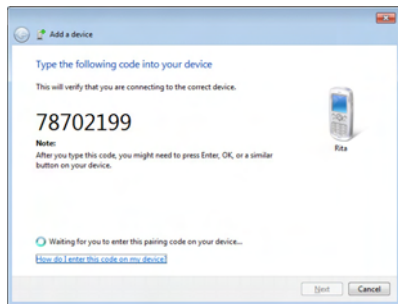 Add a device
Type the following code into your device
This will verify that you are connecting to the correct device.
78702199
Note:
After you type this code, you might need to press Enter, OK, or a similar
button on your device.
Rita
Waiting for you to enter this pairing code on your device...
How do I enter this code on my device?
Next
Cancel